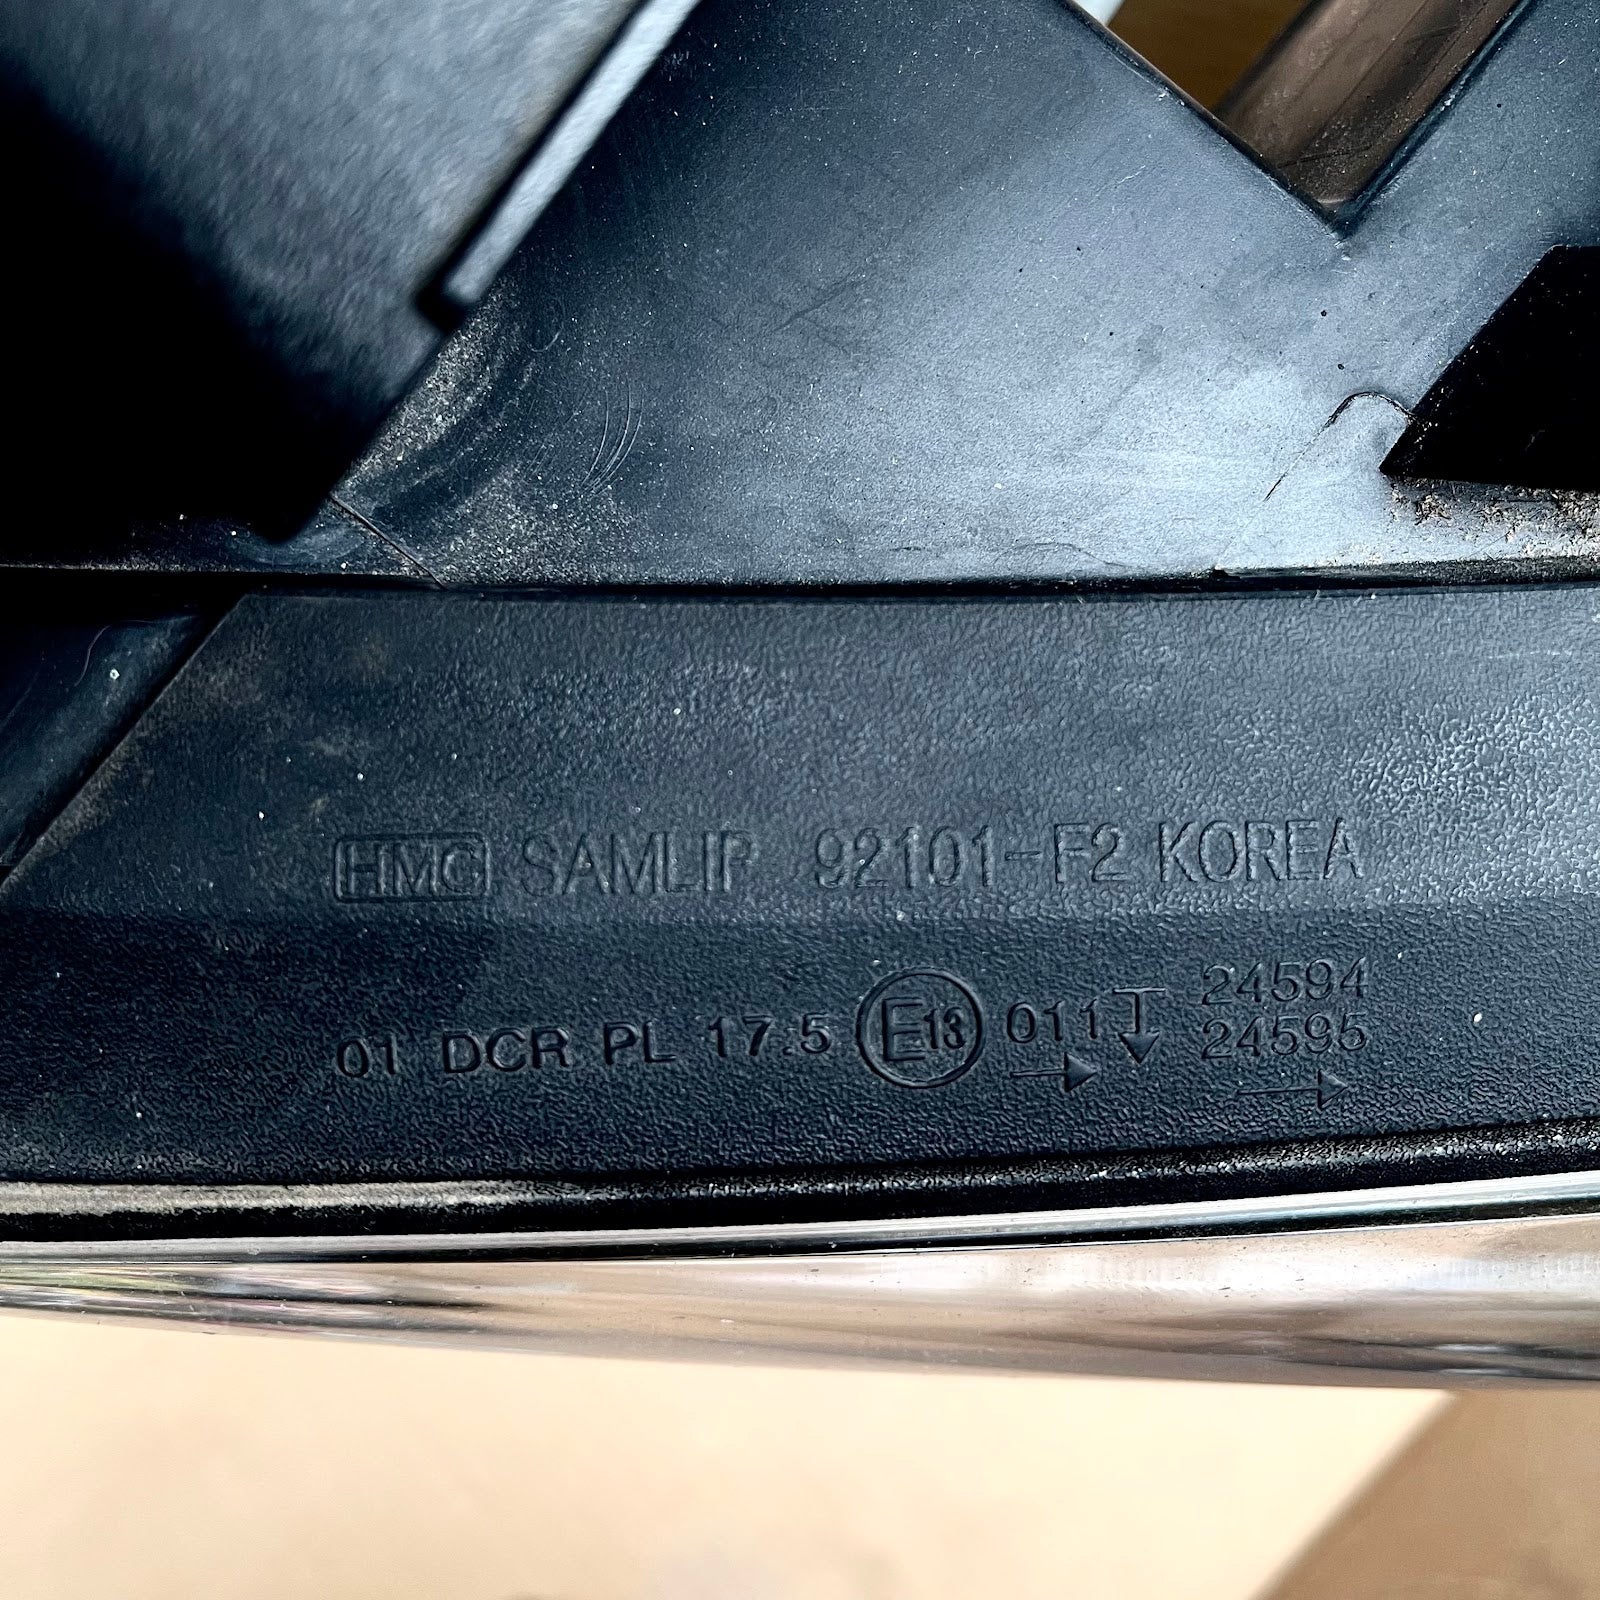 HMC SAMLIP 92101-F2 KOREA
01 DCR PL 17.5 E13 011 24594
24595